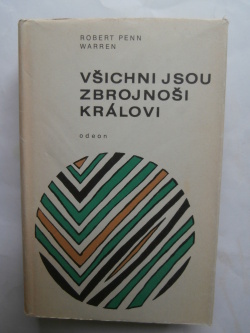 ROBERT PENN
WARREN
VŠICHNI JSOU
ZBROJNOŠI
KRÁLOVI
odeon